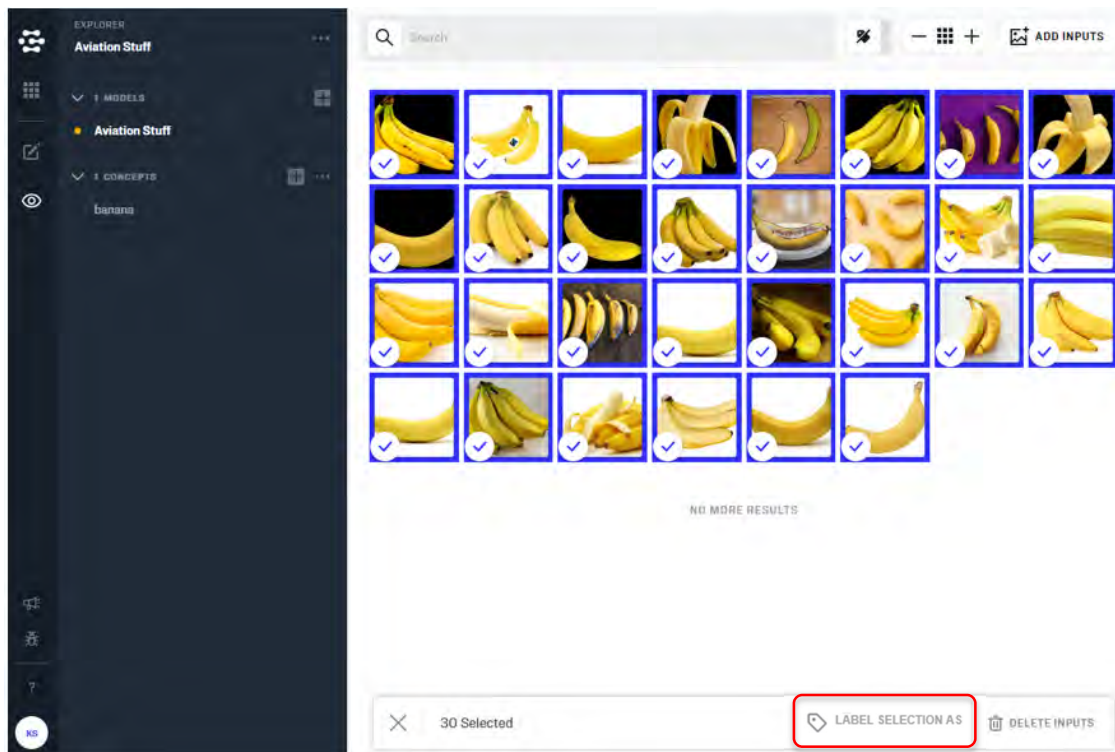 EXPLORER
Aviation Stuff
1 MODELS
Aviation Stuff
1 CONCEPTS
banana
?
KS
Search
ADD INPUTS
NO MORE RESULTS
30 Selected
LABEL SELECTION AS
DELETE INPUTS